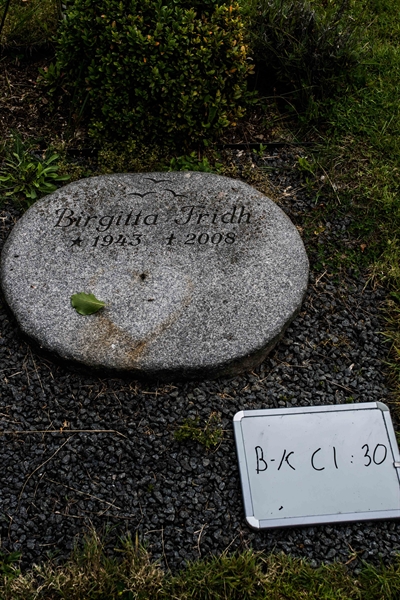 Birgitta Fridh
★ 1943 ✝ 2008
B-K C1:30